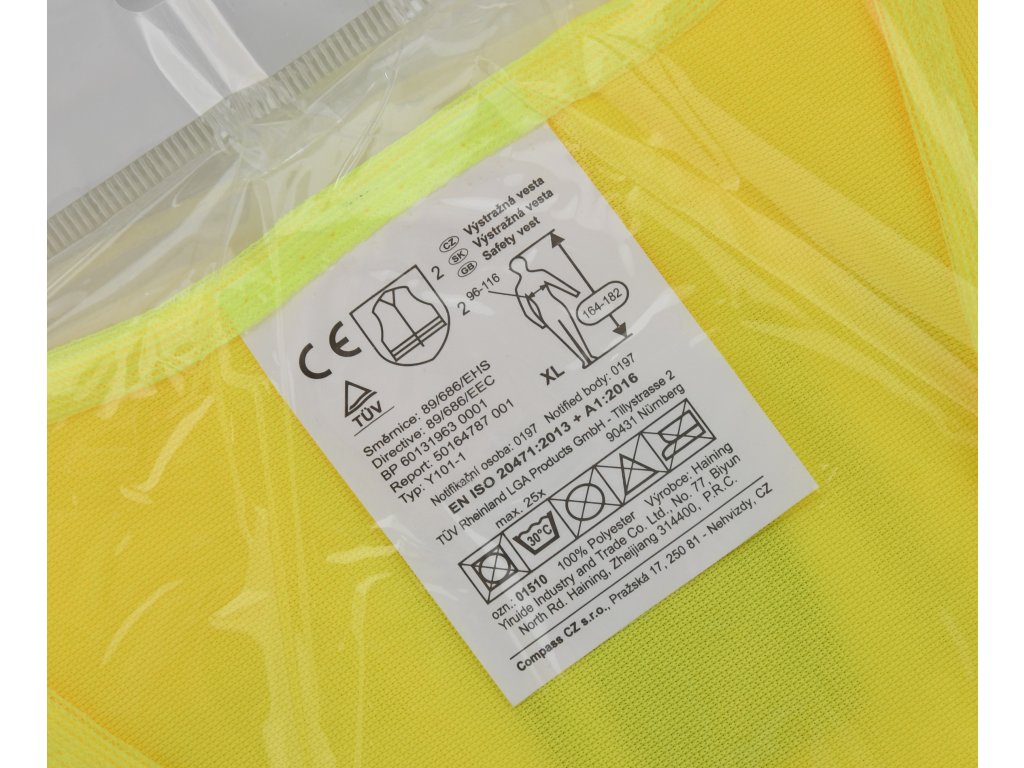 CZ Výstražná vesta
SK Výstražná vesta
GB Safety vest
CE
2
2
96-116
164-182
XL
TÜV
Směrnice: 89/686/EHS
Directive: 89/686/EEC
BP 60131963 0001
Report: 50164787 001
Typ: Y101-1
Notifikační osoba: 0197 Notified body: 0197
EN ISO 20471:2013 + A1:2016
TÜV Rheinland LGA Products GmbH - Tillystrasse 2
90431 Nürnberg
max. 25x
30°C
ozn.: 01510 100% Polyester Výrobce: Haining
Yiruide Industry and Trade Co. Ltd., No. 77, Biyun
North Rd. Haining, Zheijiang 314400, P.R.C.
Compass CZ s.r.o., Pražská 17, 250 81 - Nehvizdy, CZ